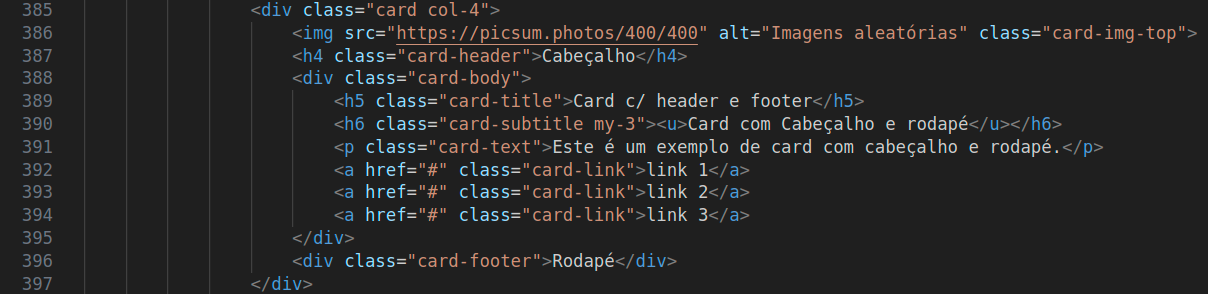 385 <div class="card col-4">
386 <img src="https://picsum.photos/400/400" alt="Imagens aleatórias" class="card-img-top">
387 <h4 class="card-header">Cabeçalho</h4>
388 <div class="card-body">
389 <h5 class="card-title">Card c/ header e footer</h5>
390 <h6 class="card-subtitle my-3"><u>Card com Cabeçalho e rodapé</u></h6>
391 <p class="card-text">Este é um exemplo de card com cabeçalho e rodapé.</p>
392 <a href="#" class="card-link">link 1</a>
393 <a href="#" class="card-link">link 2</a>
394 <a href="#" class="card-link">link 3</a>
395 </div>
396 <div class="card-footer">Rodapé</div>
397 </div>